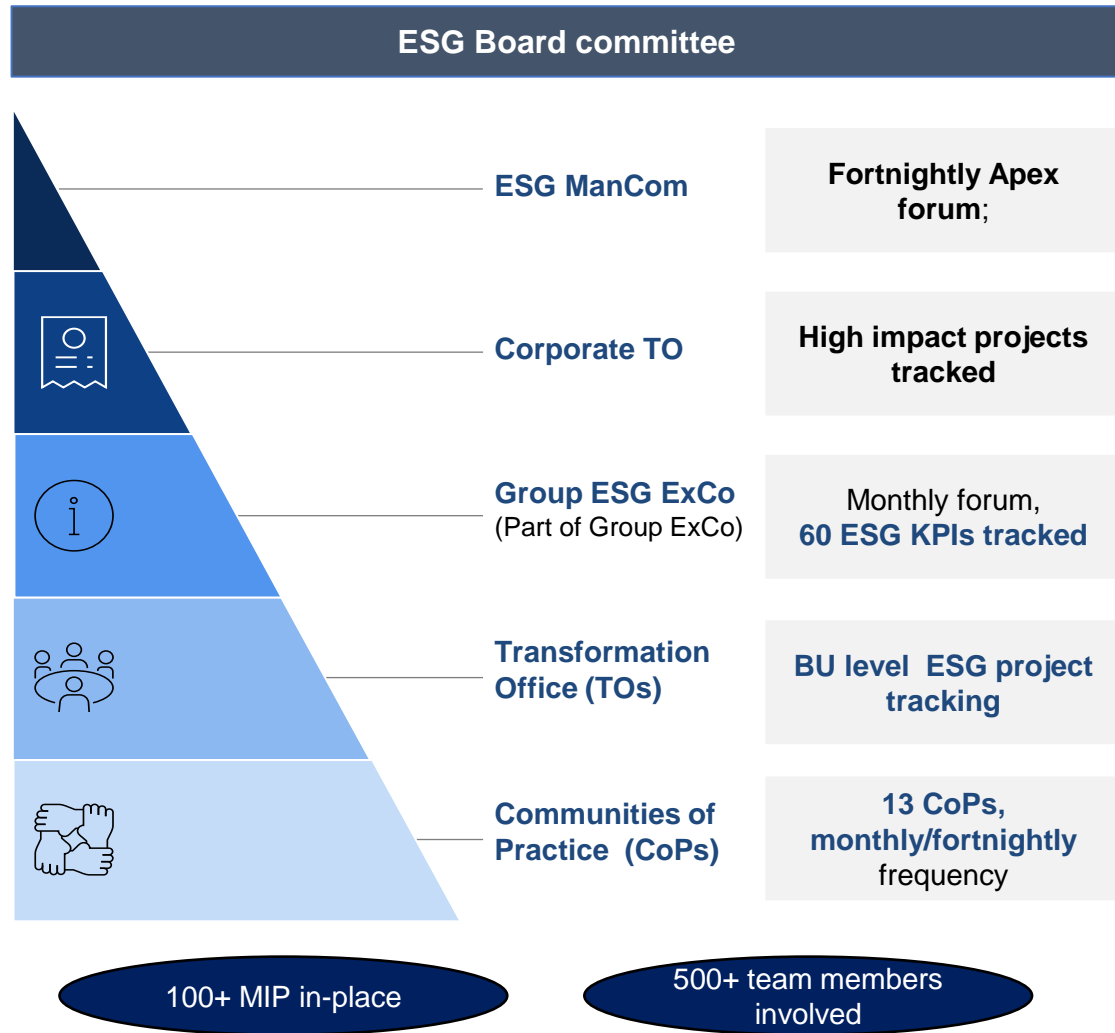 ESG Board committee
ESG ManCom
Fortnightly Apex
forum;
Corporate TO
High impact projects
tracked
Group ESG ExCo
(Part of Group ExCo)
Monthly forum,
60 ESG KPIs tracked
i
Transformation
Office (TOs)
BU level  ESG project
tracking
Communities of
Practice  (CoPs)
13 CoPs,
monthly/fortnightly
frequency
100+ MIP in-place
500+ team members
involved